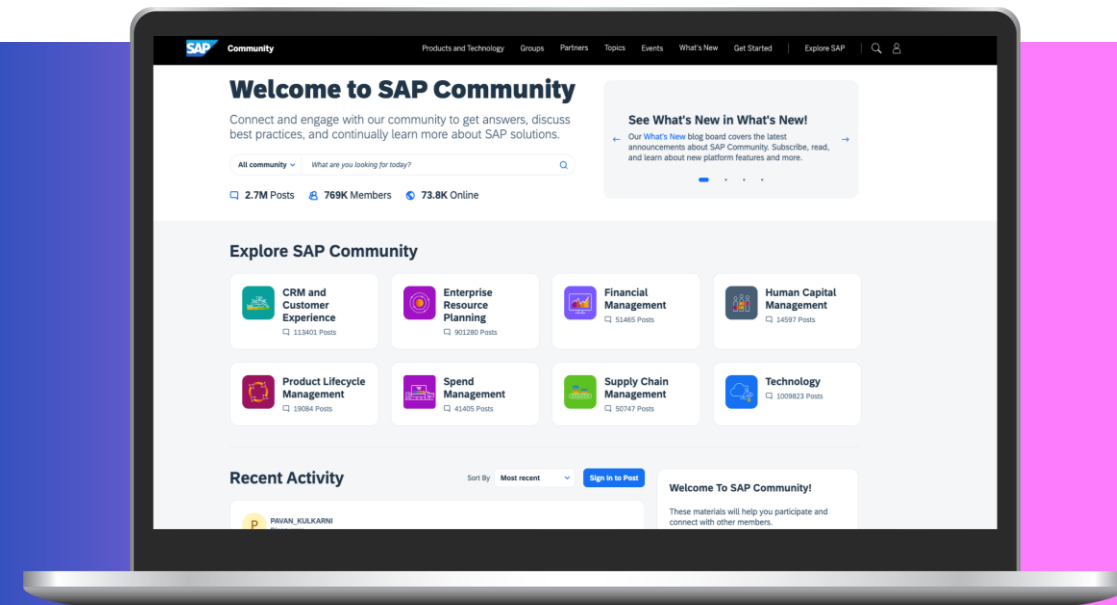 SAP Community Products and Technology Groups Partners Topics Events What's New Get Started Explore SAP
Welcome to SAP Community
Connect and engage with our community to get answers, discuss
best practices, and continually learn more about SAP solutions.
All community What are you looking for today?
2.7M Posts 769K Members 73.8K Online
See What's New in What's New!
Our What's New blog board covers the latest
announcements about SAP Community. Subscribe, read,
and learn about new platform features and more.
Explore SAP Community
CRM and
Customer
Experience
113401 Posts
Enterprise
Resource
Planning
901280 Posts
Financial
Management
51465 Posts
Human Capital
Management
14597 Posts
Product Lifecycle
Management
19084 Posts
Spend
Management
41405 Posts
Supply Chain
Management
50747 Posts
Technology
1009823 Posts
Recent Activity
Sort By Most recent Sign In to Post
P PAVAN_KULKARNI
Welcome To SAP Community!
These materials will help you participate and
connect with other members.